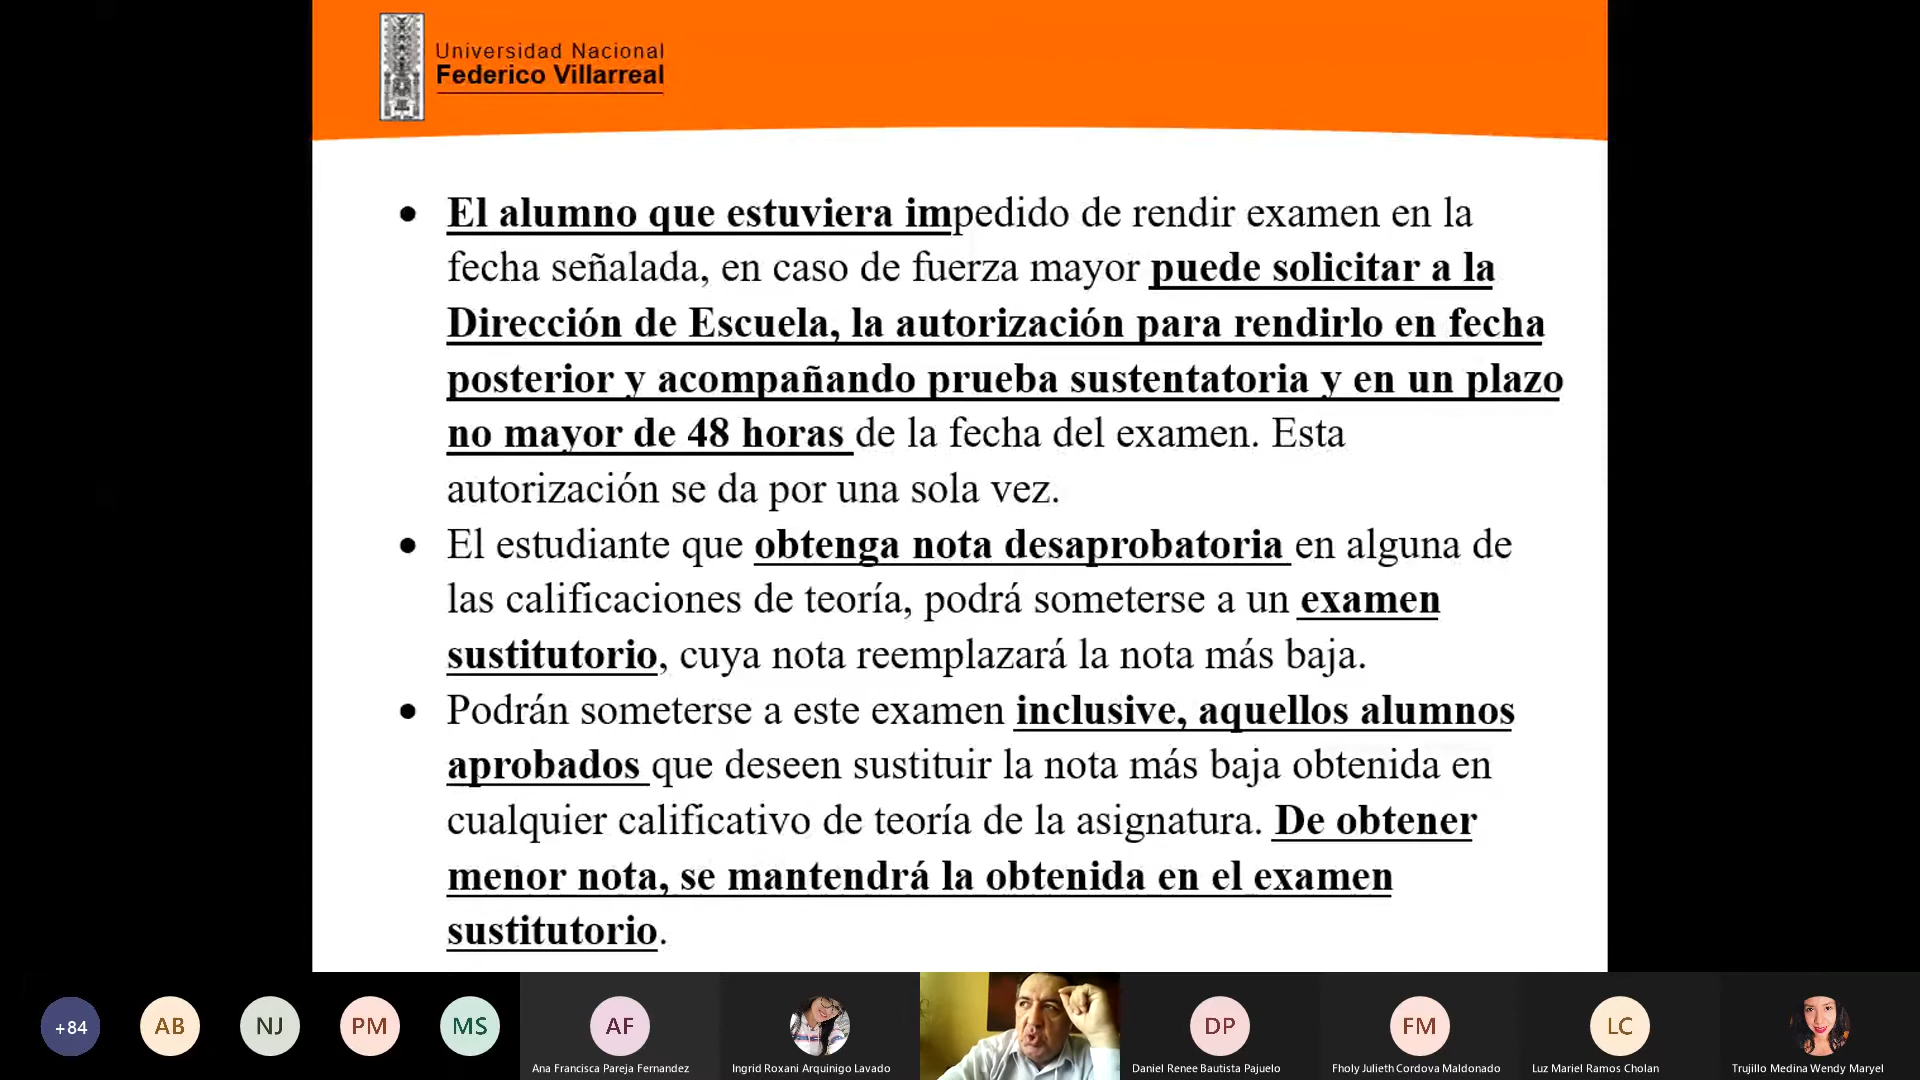 Universidad Nacional
Federico Villarreal
• El alumno que estuviera impedido de rendir examen en la
fecha señalada, en caso de fuerza mayor puede solicitar a la
Dirección de Escuela, la autorización para rendirlo en fecha
posterior y acompañando prueba sustentatoria y en un plazo
no mayor de 48 horas de la fecha del examen. Esta
autorización se da por una sola vez.
• El estudiante que obtenga nota desaprobatoria en alguna de
las calificaciones de teoría, podrá someterse a un examen
sustitutorio, cuya nota reemplazará la nota más baja.
• Podrán someterse a este examen inclusive, aquellos alumnos
aprobados que deseen sustituir la nota más baja obtenida en
cualquier calificativo de teoría de la asignatura. De obtener
menor nota, se mantendrá la obtenida en el examen
sustitutorio.
+84
AB
NJ
PM
MS
AF
Ana Francisca Pareja Fernandez
Ingrid Roxani Arquinigo Lavado
DP
Daniel Renee Bautista Pajuelo
FM
Fholy Julieth Cordova Maldonado
LC
Luz Mariel Ramos Cholan
Trujillo Medina Wendy Maryel